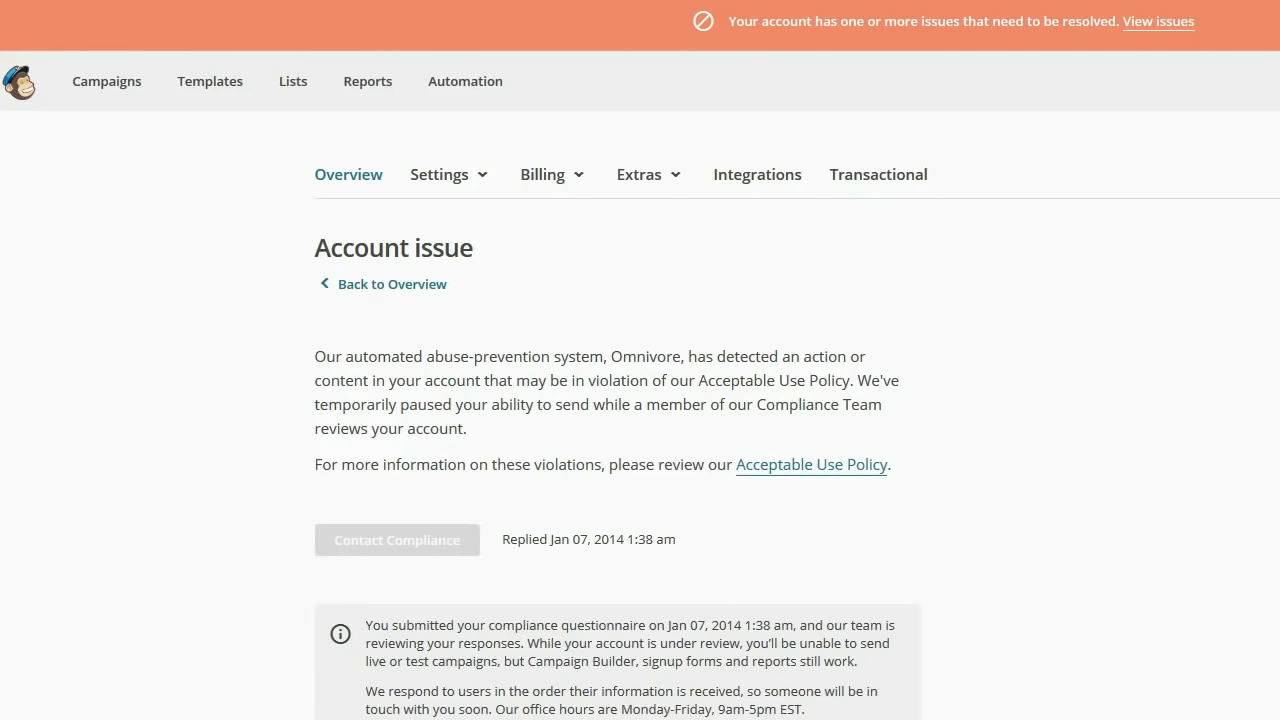 Your account has one or more issues that need to be resolved. View issues
Campaigns Templates Lists Reports Automation
Overview Settings Billing Extras Integrations Transactional
Account issue
Back to Overview
Our automated abuse-prevention system, Omnivore, has detected an action or
content in your account that may be in violation of our Acceptable Use Policy. We've
temporarily paused your ability to send while a member of our Compliance Team
reviews your account.
For more information on these violations, please review our Acceptable Use Policy.
Contact Compliance Replied Jan 07, 2014 1:38 am
You submitted your compliance questionnaire on Jan 07, 2014 1:38 am, and our team is
reviewing your responses. While your account is under review, you'll be unable to send
live or test campaigns, but Campaign Builder, signup forms and reports still work.
We respond to users in the order their information is received, so someone will be in
touch with you soon. Our office hours are Monday-Friday, 9am-5pm EST.